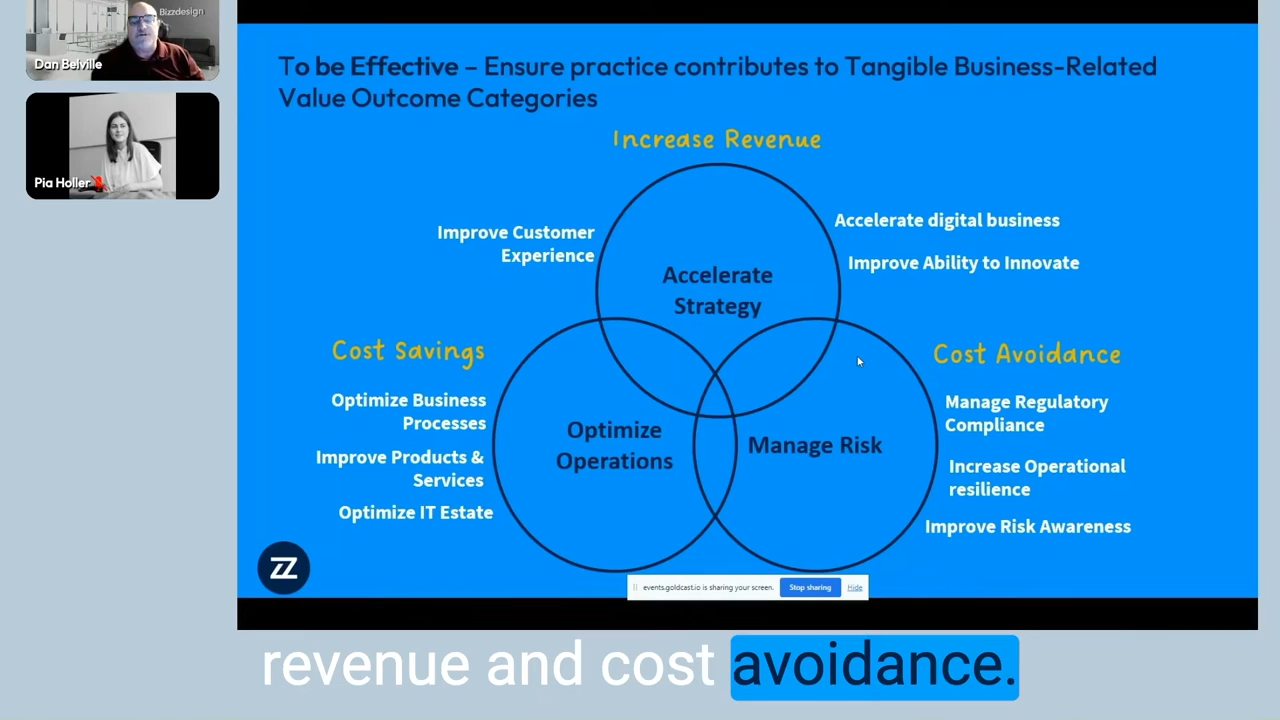 Bizzdesign
Dan Belville
Pia Holler
To be Effective – Ensure practice contributes to Tangible Business-Related
Value Outcome Categories
Increase Revenue
Improve Customer
Experience
Accelerate digital business
Improve Ability to Innovate
Accelerate
Strategy
Cost Savings
Cost Avoidance
Optimize Business
Processes
Improve Products &
Services
Optimize IT Estate
Optimize
Operations
Manage Risk
Manage Regulatory
Compliance
Increase Operational
resilience
Improve Risk Awareness
events.goldcast.io is sharing your screen.
Stop sharing
Hide
revenue and cost avoidance.